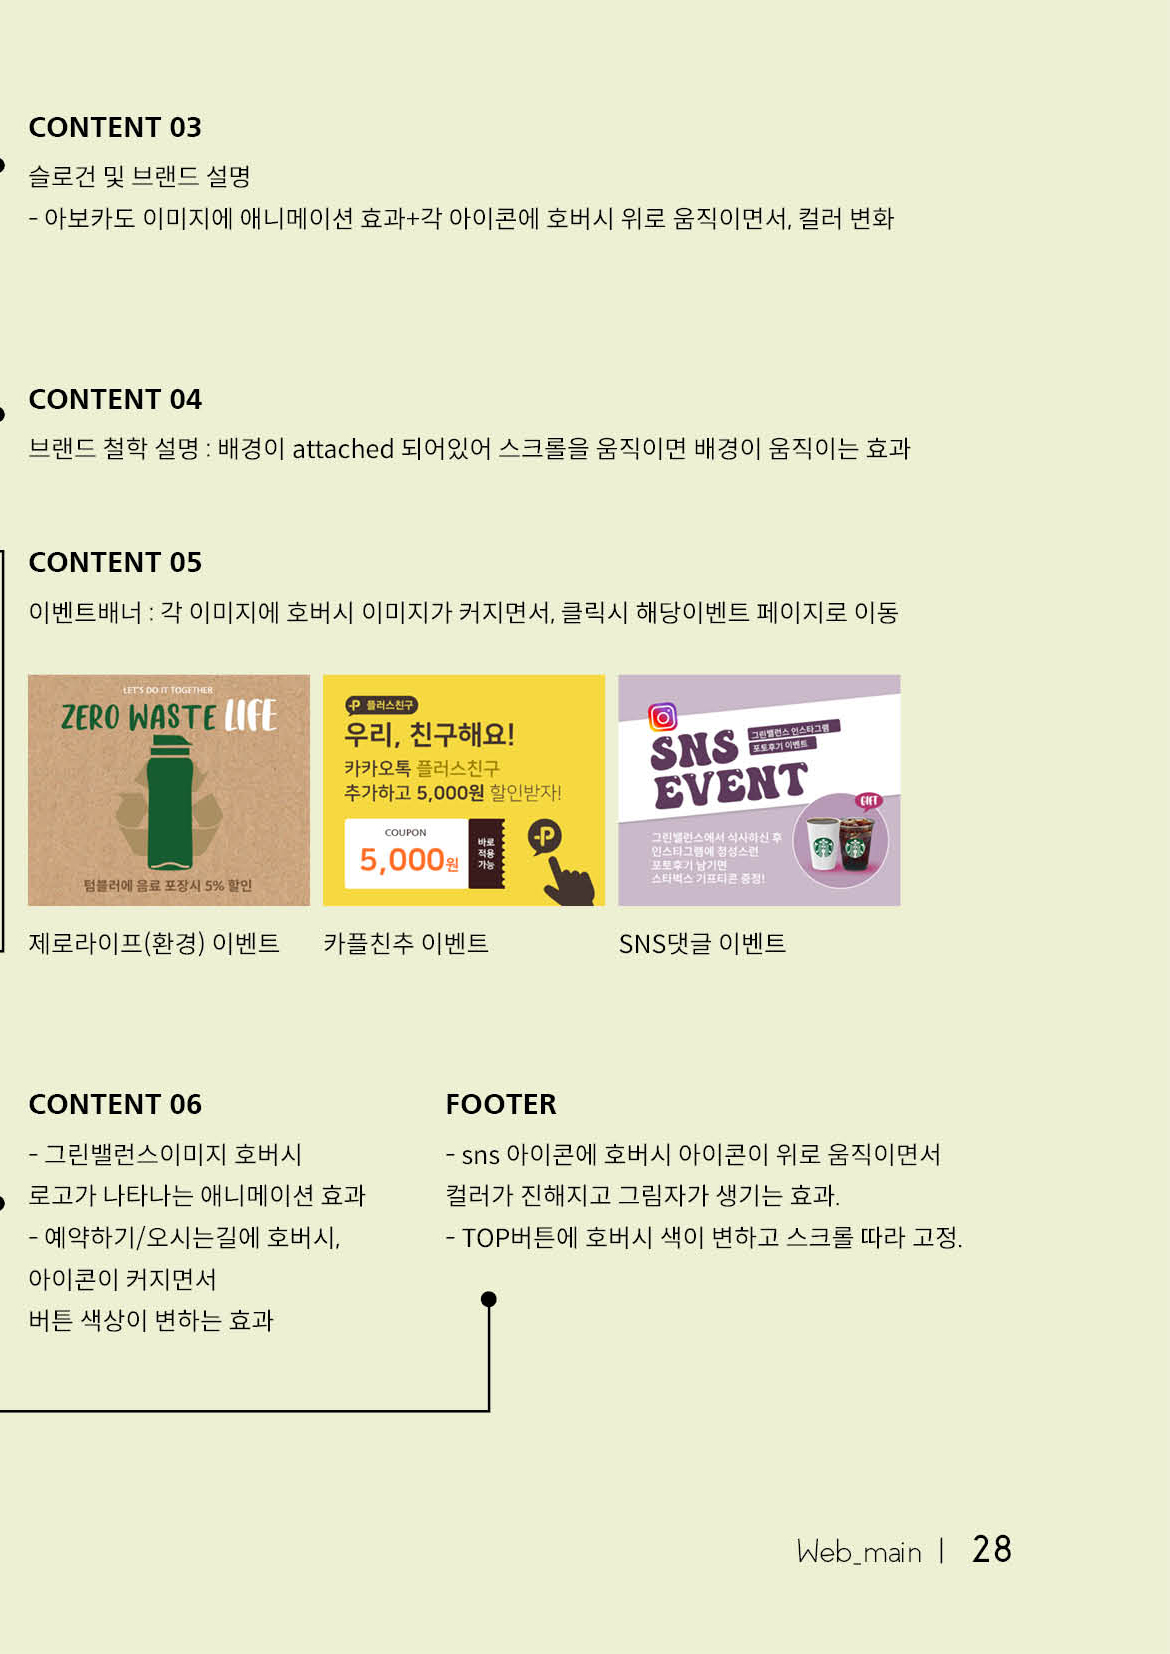 CONTENT 03
슬로건 및 브랜드 설명
- 아보카도 이미지에 애니메이션 효과+각 아이콘에 호버시 위로 움직이면서, 컬러 변화
CONTENT 04
브랜드 철학 설명 : 배경이 attached 되어있어 스크롤을 움직이면 배경이 움직이는 효과
CONTENT 05
이벤트배너 : 각 이미지에 호버시 이미지가 커지면서, 클릭시 해당이벤트 페이지로 이동
LET'S DO IT TOGETHER
ZERO WASTE LIFE
텀블러에 음료 포장시 5% 할인
플러스친구
우리, 친구해요!
카카오톡 플러스친구
추가하고 5,000원 할인받자!
COUPON
5,000원
바로
적용
가능
그린밸런스 인스타그램
포토후기 이벤트
SNS
EVENT
GIFT
그린밸런스에서 식사하신 후
인스타그램에 정성스런
포토후기 남기면
스타벅스 기프티콘 증정!
제로라이프(환경) 이벤트
카플친추 이벤트
SNS댓글 이벤트
CONTENT 06
- 그린밸런스이미지 호버시
로고가 나타나는 애니메이션 효과
- 예약하기/오시는길에 호버시,
아이콘이 커지면서
버튼 색상이 변하는 효과
FOOTER
- sns 아이콘에 호버시 아이콘이 위로 움직이면서
컬러가 진해지고 그림자가 생기는 효과.
- TOP버튼에 호버시 색이 변하고 스크롤 따라 고정.
Web_main | 28